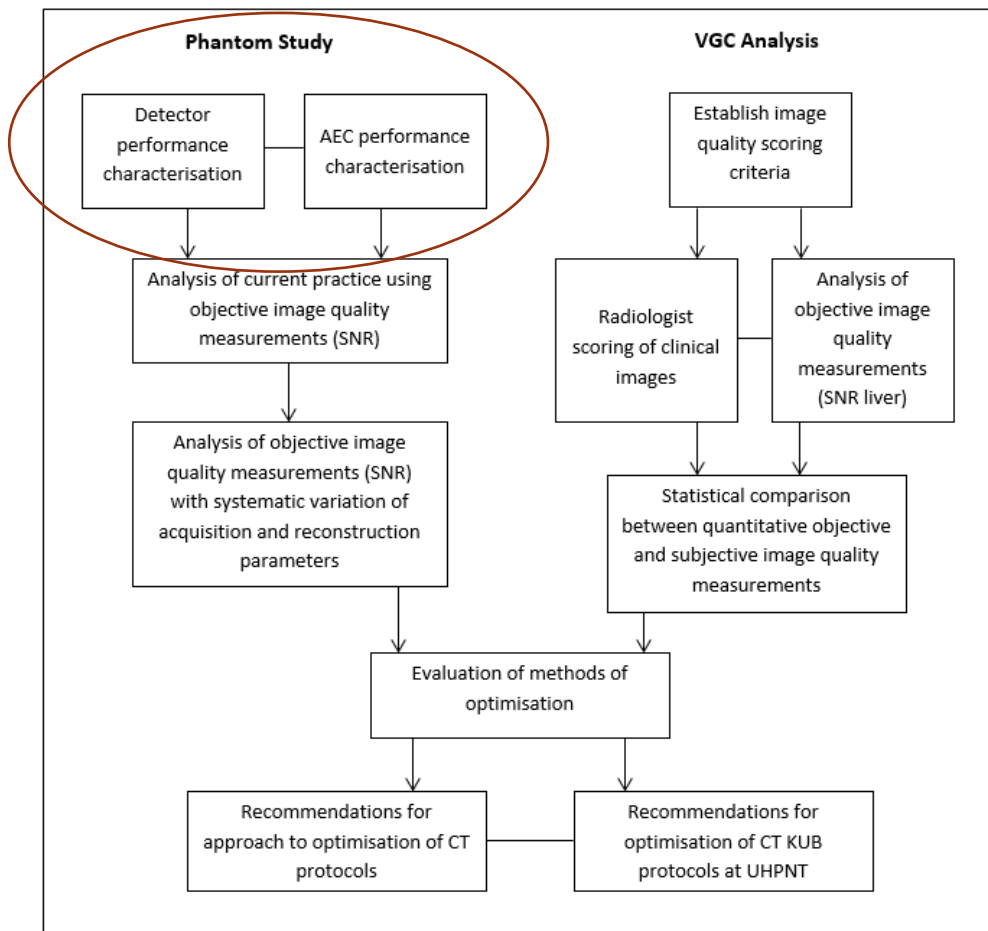 Phantom Study
VGC Analysis
Detector
performance
characterisation
AEC performance
characterisation
Establish image
quality scoring
criteria
Analysis of current practice using
objective image quality
measurements (SNR)
Radiologist
scoring of clinical
images
Analysis of
objective image
quality
measurements
(SNR liver)
Analysis of objective image
quality measurements (SNR)
with systematic variation of
acquisition and reconstruction
parameters
Statistical comparison
between quantitative objective
and subjective image quality
measurements
Evaluation of methods of
optimisation
Recommendations for
approach to optimisation of CT
protocols
Recommendations for
optimisation of CT KUB
protocols at UHPNT